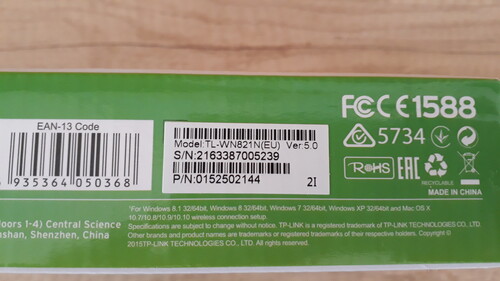 EAN-13 Code
935364 050368
Model:TL-WN821N(EU) Ver:5.0
S/N:2163387005239
P/N:0152502144
2I
FC CE1588
5734
RoHS
RECYCLABLE
MADE IN CHINA
oors 1-4) Central Science
nshan, Shenzhen, China
*For Windows 8.1 32/64bit, Windows 8 32/64bit, Windows 7 32/64bit, Windows XP 32/64bit and Mac OS X
10.7/10.8/10.9/10.10 wireless connection setup.
Specifications are subject to change without notice. TP-LINK is a registered trademark of TP-LINK TECHNOLOGIES CO., LTD.
Other brands and product names are trademarks or registered trademarks of their respective holders. Copyright ©
2015TP-LINK TECHNOLOGIES CO., LTD. All rights reserved.